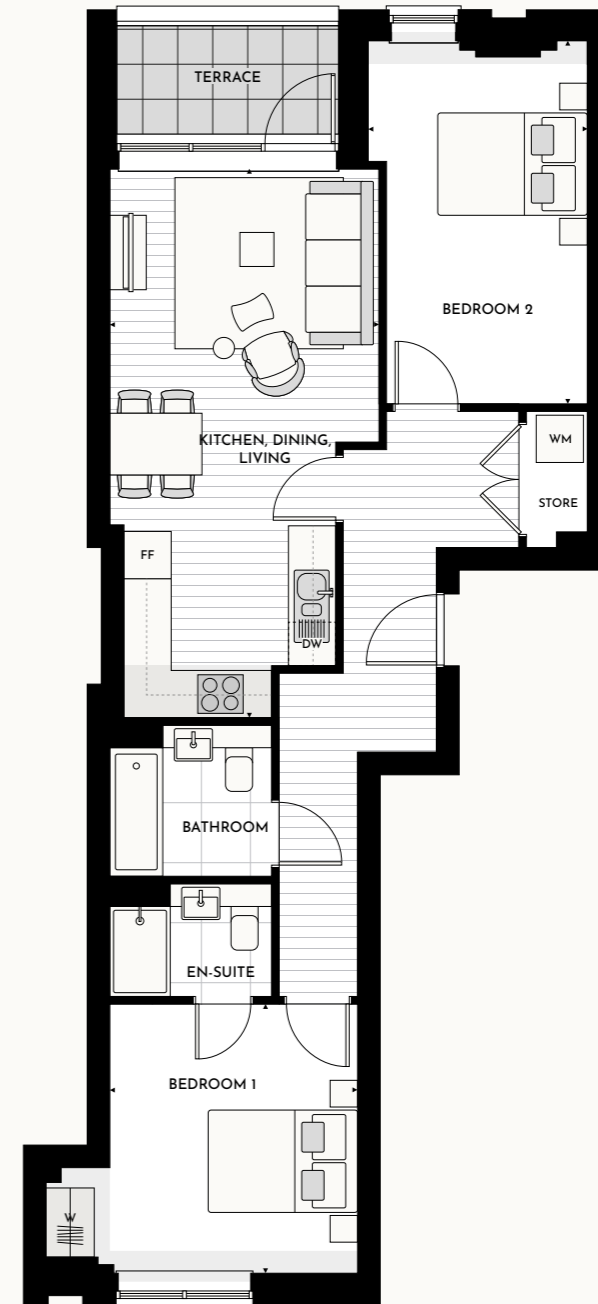 TERRACE
BEDROOM 2
KITCHEN, DINING,
LIVING
WM
STORE
FF
DW
BATHROOM
EN-SUITE
BEDROOM 1
W